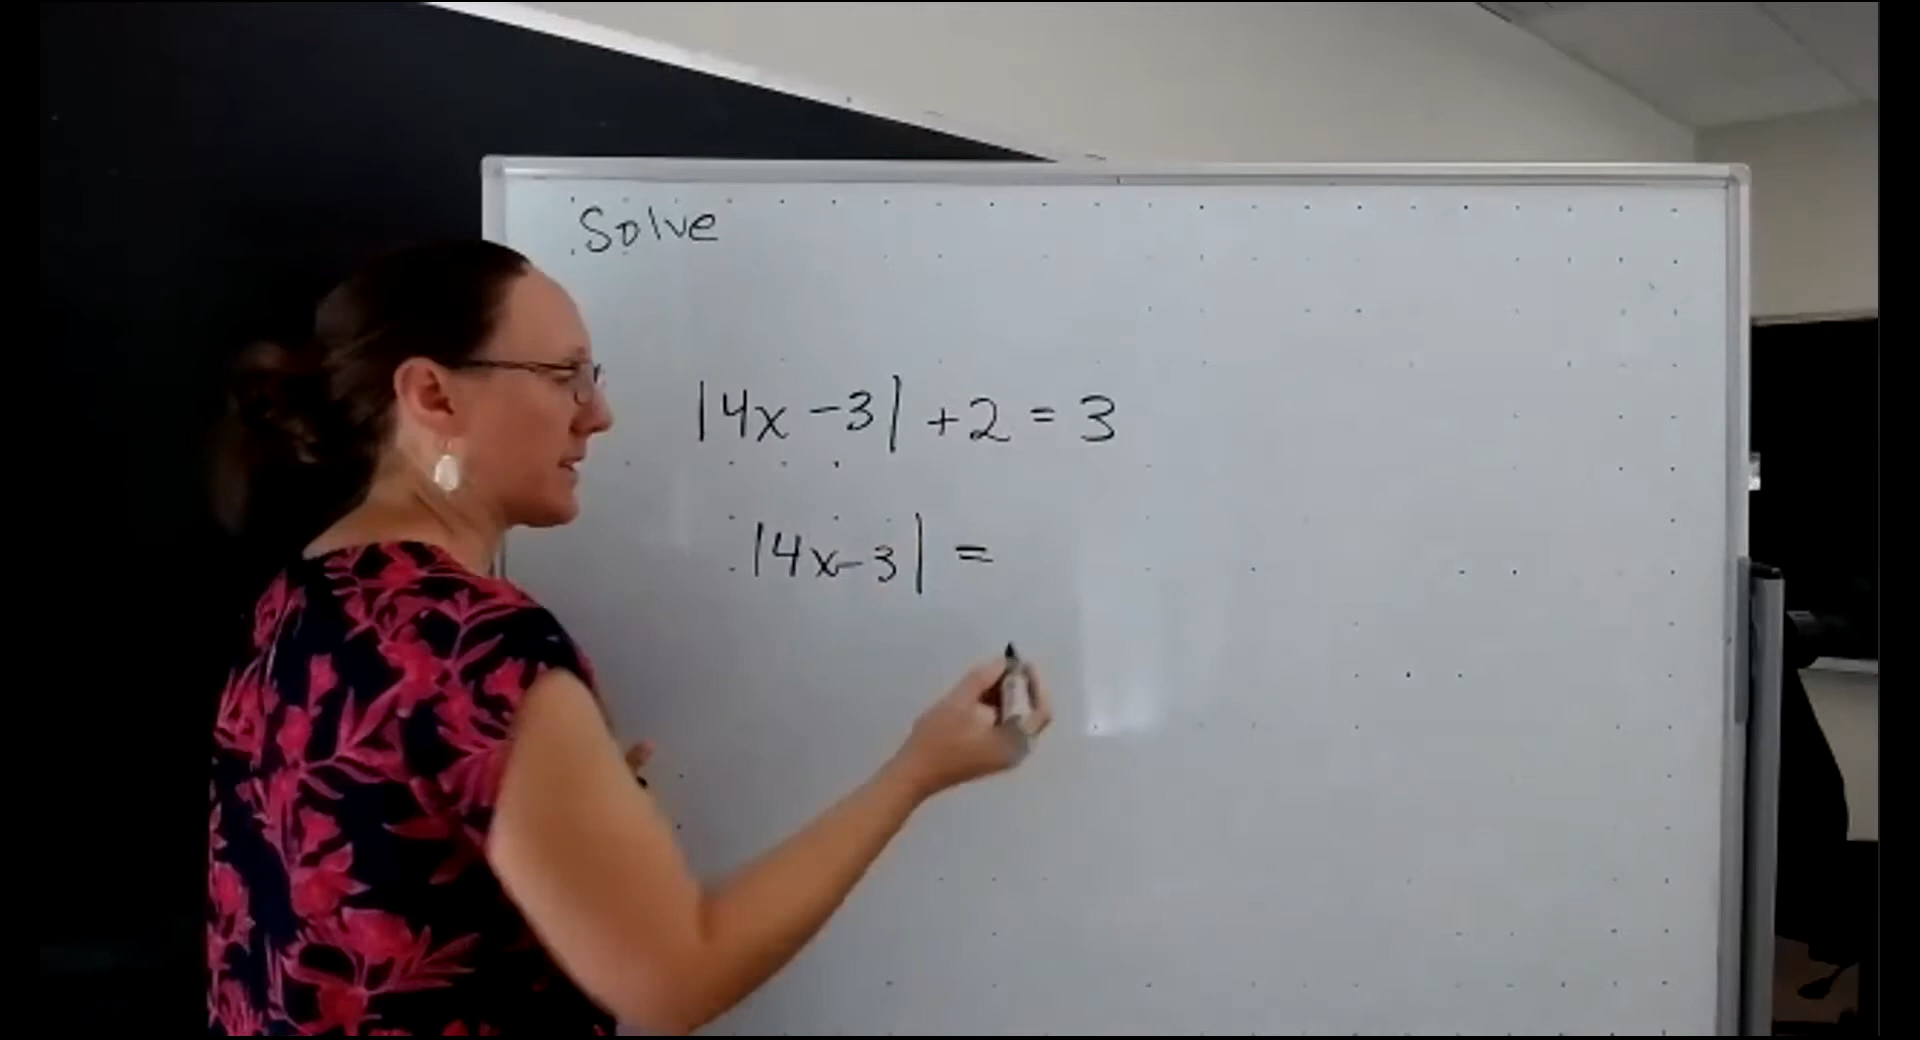 Solve
|4x-3| +2 = 3
|4x-3| =